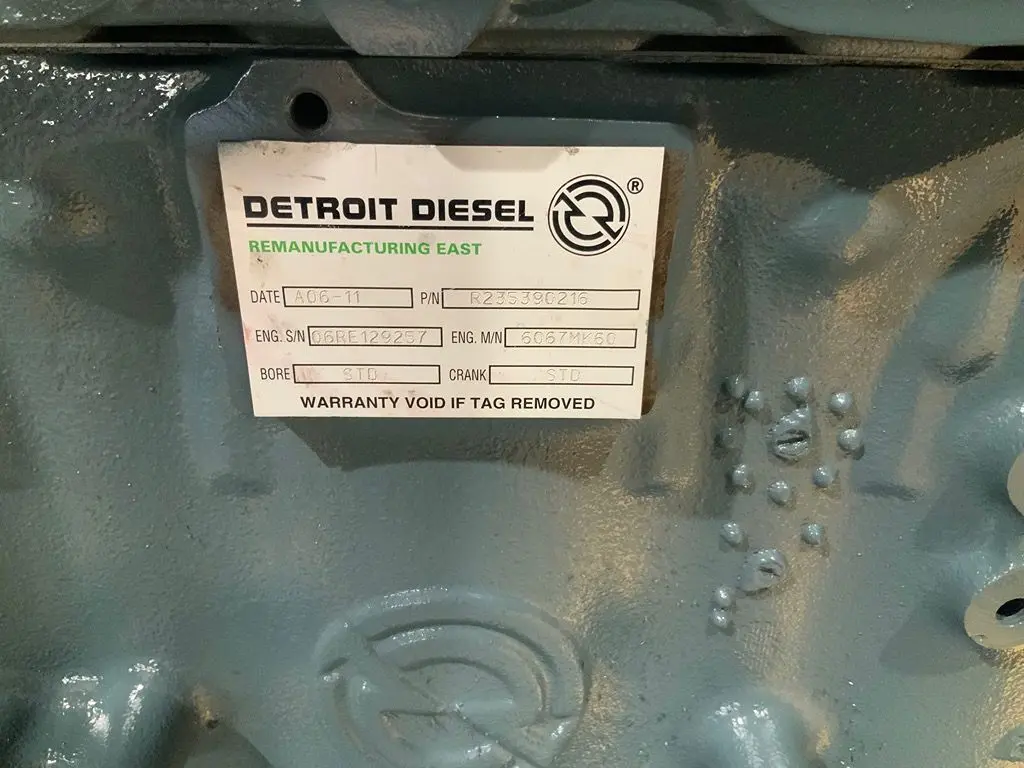 DETROIT DIESEL ®
REMANUFACTURING EAST
DATE A06-11 P/N R235390216
ENG. S/N 06RE129257 ENG. M/N 6067MK60
BORE STD CRANK STD
WARRANTY VOID IF TAG REMOVED